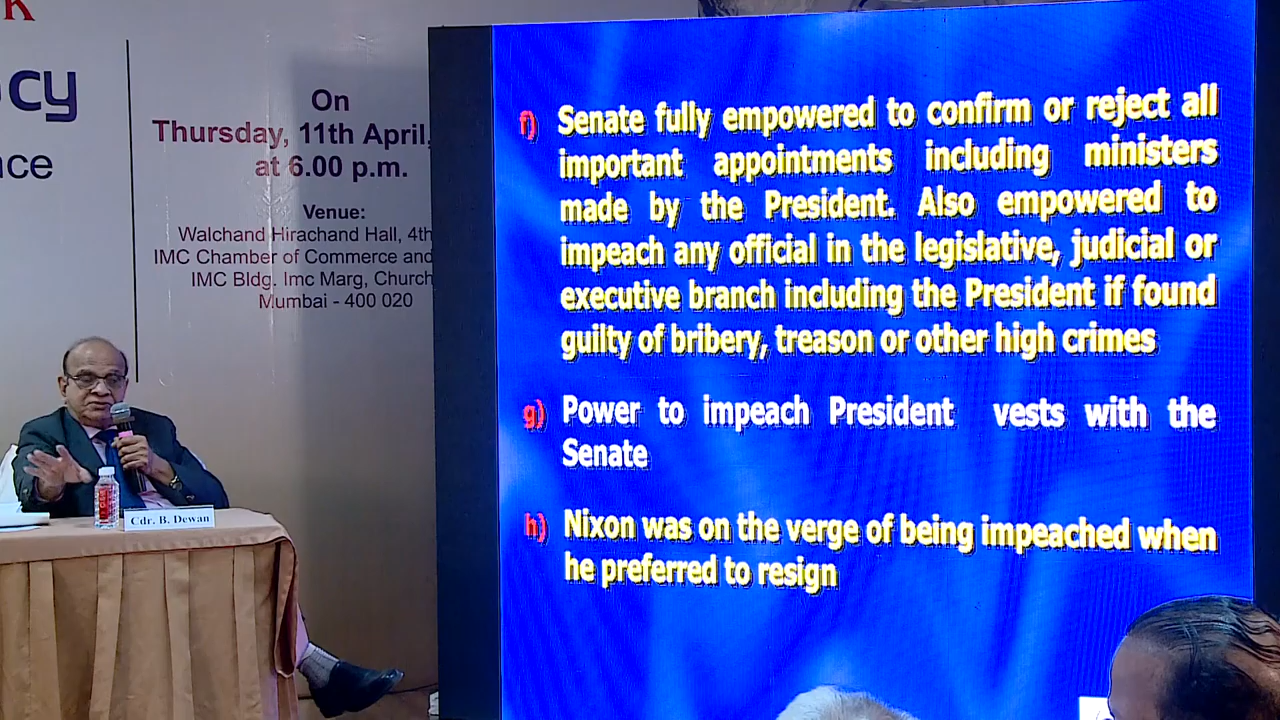 K
cy
nce
On
Thursday, 11th April,
at 6.00 p.m.
Venue:
Walchand Hirachand Hall, 4th
IMC Chamber of Commerce and
IMC Bldg. Imc Marg, Church
Mumbai - 400 020
Cdr. B. Dewan
f) Senate fully empowered to confirm or reject all
important appointments including ministers
made by the President. Also empowered to
impeach any official in the legislative, judicial or
executive branch including the President if found
guilty of bribery, treason or other high crimes
g) Power to impeach President vests with the
Senate
h) Nixon was on the verge of being impeached when
he preferred to resign